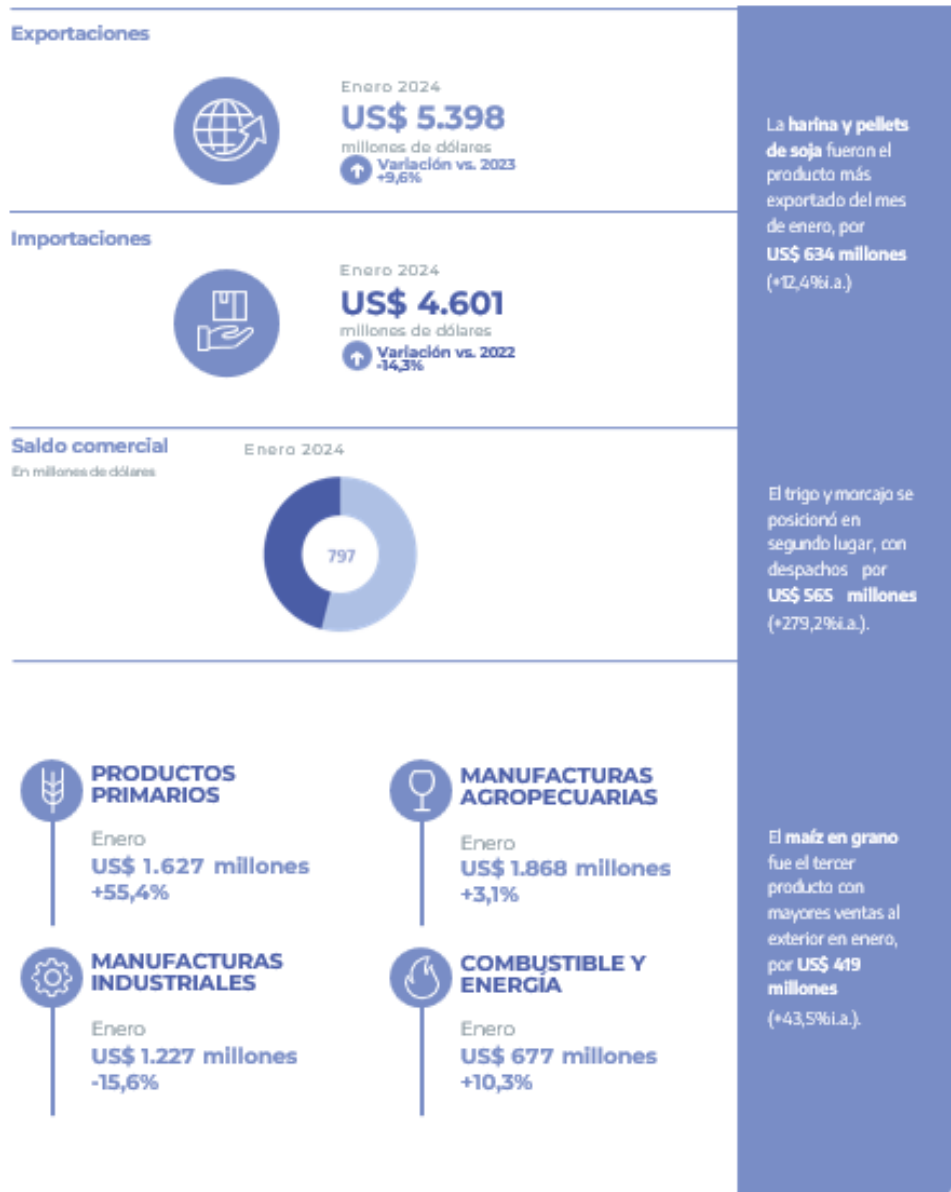 Exportaciones
Enero 2024
US$ 5.398
millones de dólares
Variación vs. 2023
+9,6%
Importaciones
Enero 2024
US$ 4.601
millones de dólares
Variación vs. 2022
-14,3%
Saldo comercial
En millones de dólares
Enero 2024
797
PRODUCTOS
PRIMARIOS
Enero
US$ 1.627 millones
+55,4%
MANUFACTURAS
AGROPECUARIAS
Enero
US$ 1.868 millones
+3,1%
MANUFACTURAS
INDUSTRIALES
Enero
US$ 1.227 millones
-15,6%
COMBUSTIBLE Y
ENERGÍA
Enero
US$ 677 millones
+10,3%
La harina y pellets
de soja fueron el
producto más
exportado del mes
de enero, por
US$ 634 millones
(+12,4%i.a.)
El trigo y morcajo se
posicionó en
segundo lugar, con
despachos por
US$ 565 millones
(+279,2%i.a.).
El maíz en grano
fue el tercer
producto con
mayores ventas al
exterior en enero,
por US$ 419
millones
(+43,5%i.a.).